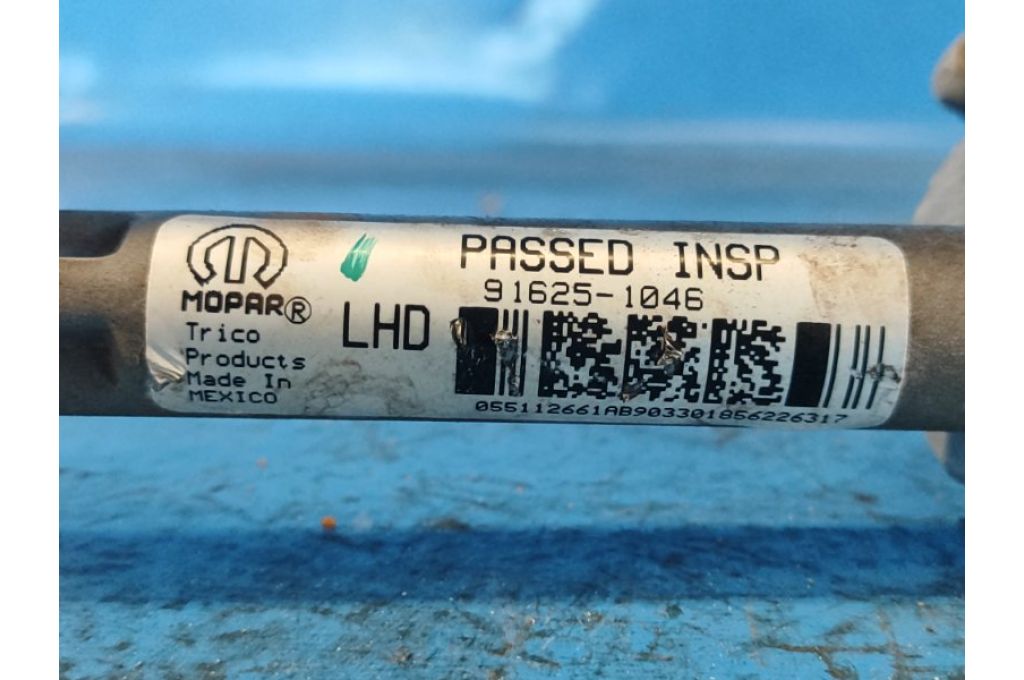 MOPAR®
Trico
Products
Made In
MEXICO
LHD
PASSED INSP
91625-1046
055112661AB903301856226317